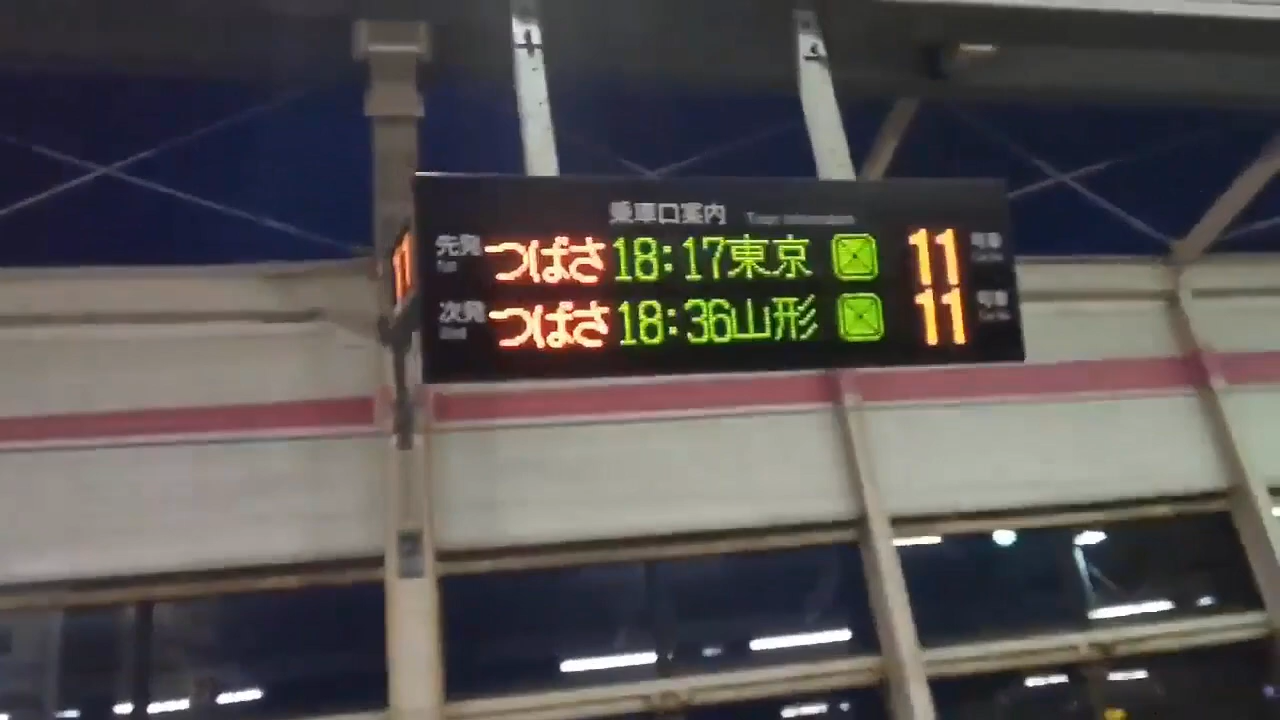 乗車口案内
先発 つばさ 18:17 東京 11 号車
次発 つばさ 18:36 山形 11 号車
11